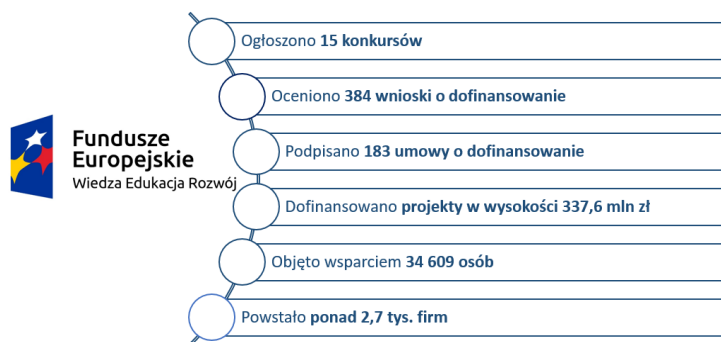 Ogłoszono 15 konkursów
Oceniono 384 wnioski o dofinansowanie
Fundusze
Europejskie
Wiedza Edukacja Rozwój
Podpisano 183 umowy o dofinansowanie
Dofinansowano projekty w wysokości 337,6 mln zł
Objęto wsparciem 34 609 osób
Powstało ponad 2,7 tys. firm